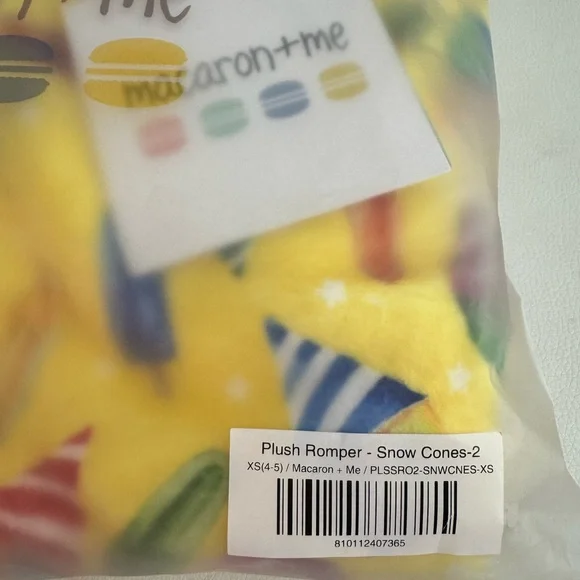 +me
macaron+me
Plush Romper - Snow Cones-2
XS(4-5) / Macaron + Me / PLSSRO2-SNWCNES-XS
810112407365